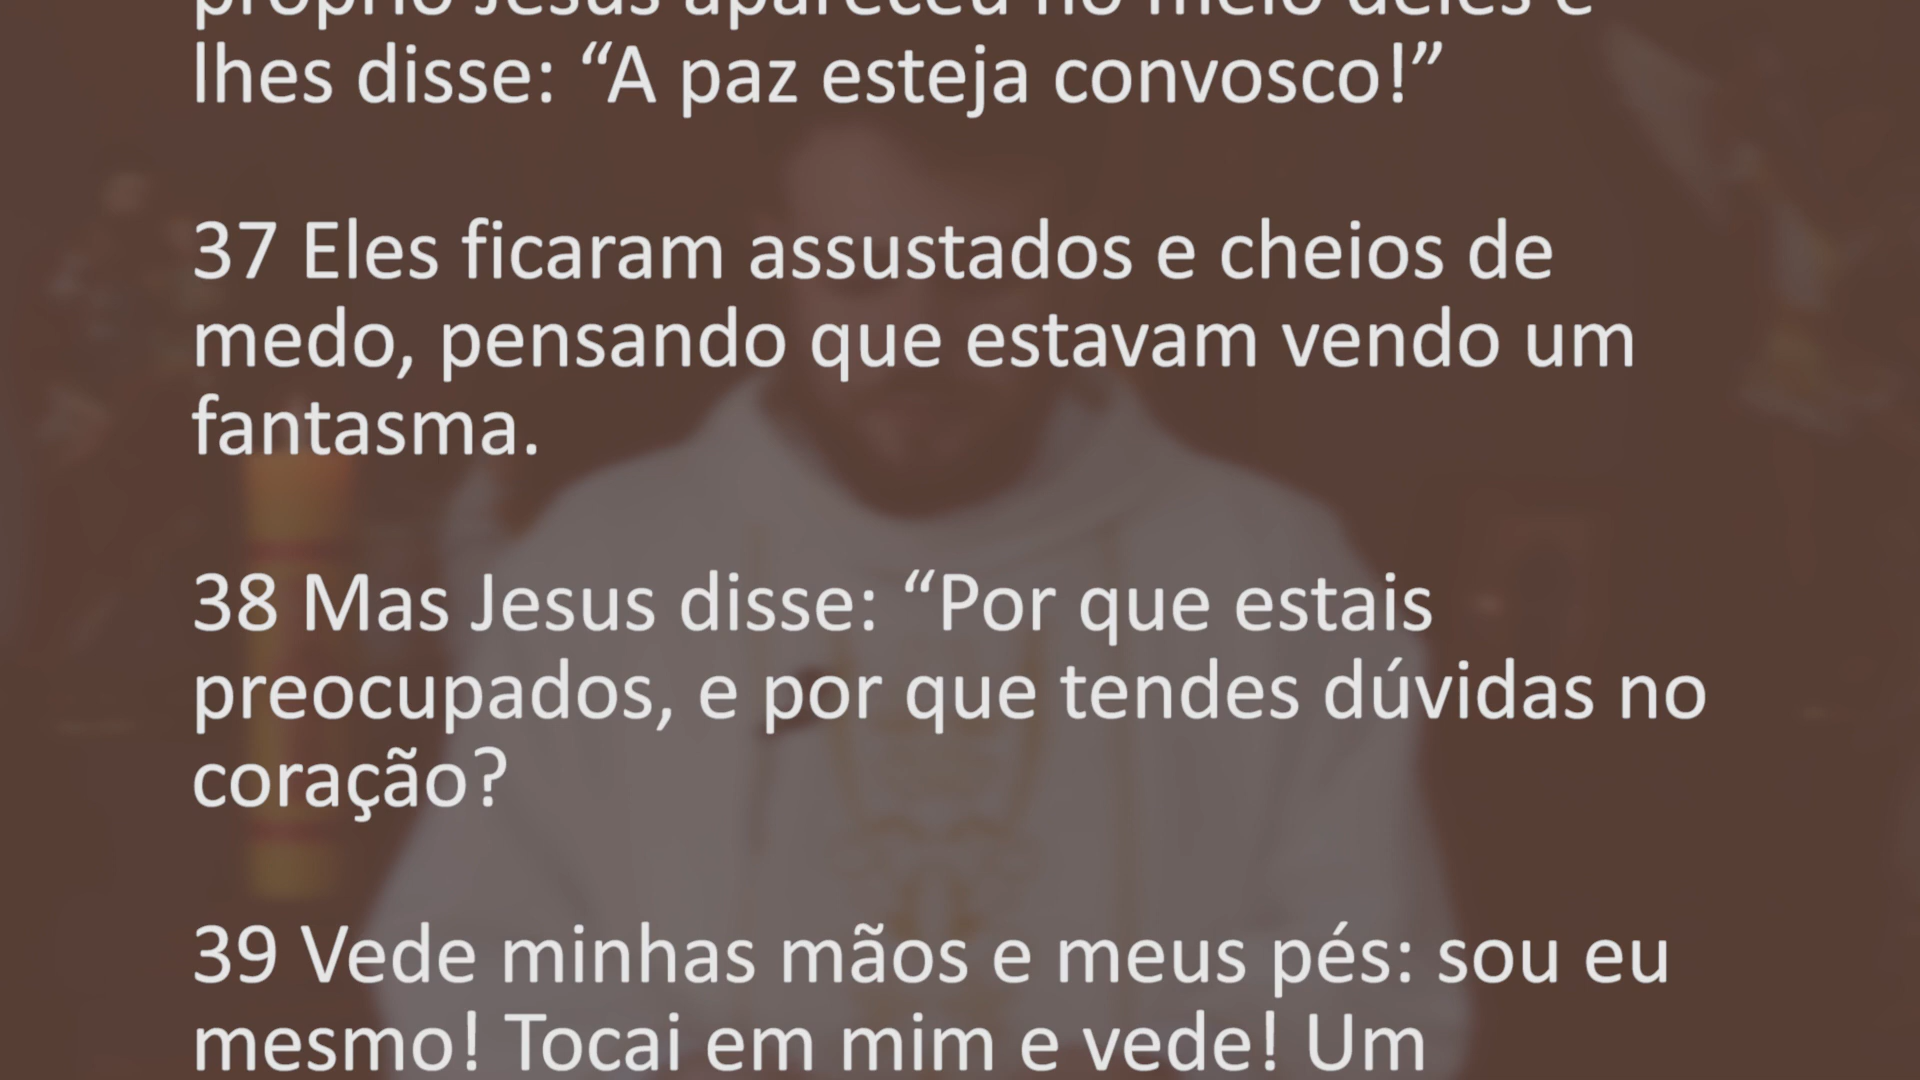 próprio Jesus apareceu no meio deles e
lhes disse: “A paz esteja convosco!”
37 Eles ficaram assustados e cheios de
medo, pensando que estavam vendo um
fantasma.
38 Mas Jesus disse: “Por que estais
preocupados, e por que tendes dúvidas no
coração?
39 Vede minhas mãos e meus pés: sou eu
mesmo! Tocai em mim e vede! Um